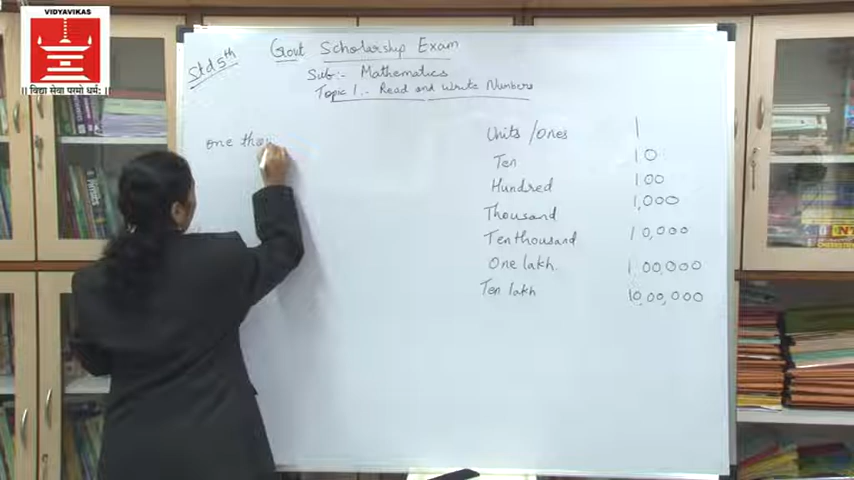 VIDYAVIKAS
|| विद्या सेवा परमो धर्मः ||
Std 5th
Govt Scholarship Exam
Sub:- Mathematics
Topic 1.- Read and Write Numbers
one thou
Units /Ones 1
Ten 10
Hundred 100
Thousand 1,000
Tenthousand 10,000
One lakh. 1,00,000
Ten lakh 10,00,000